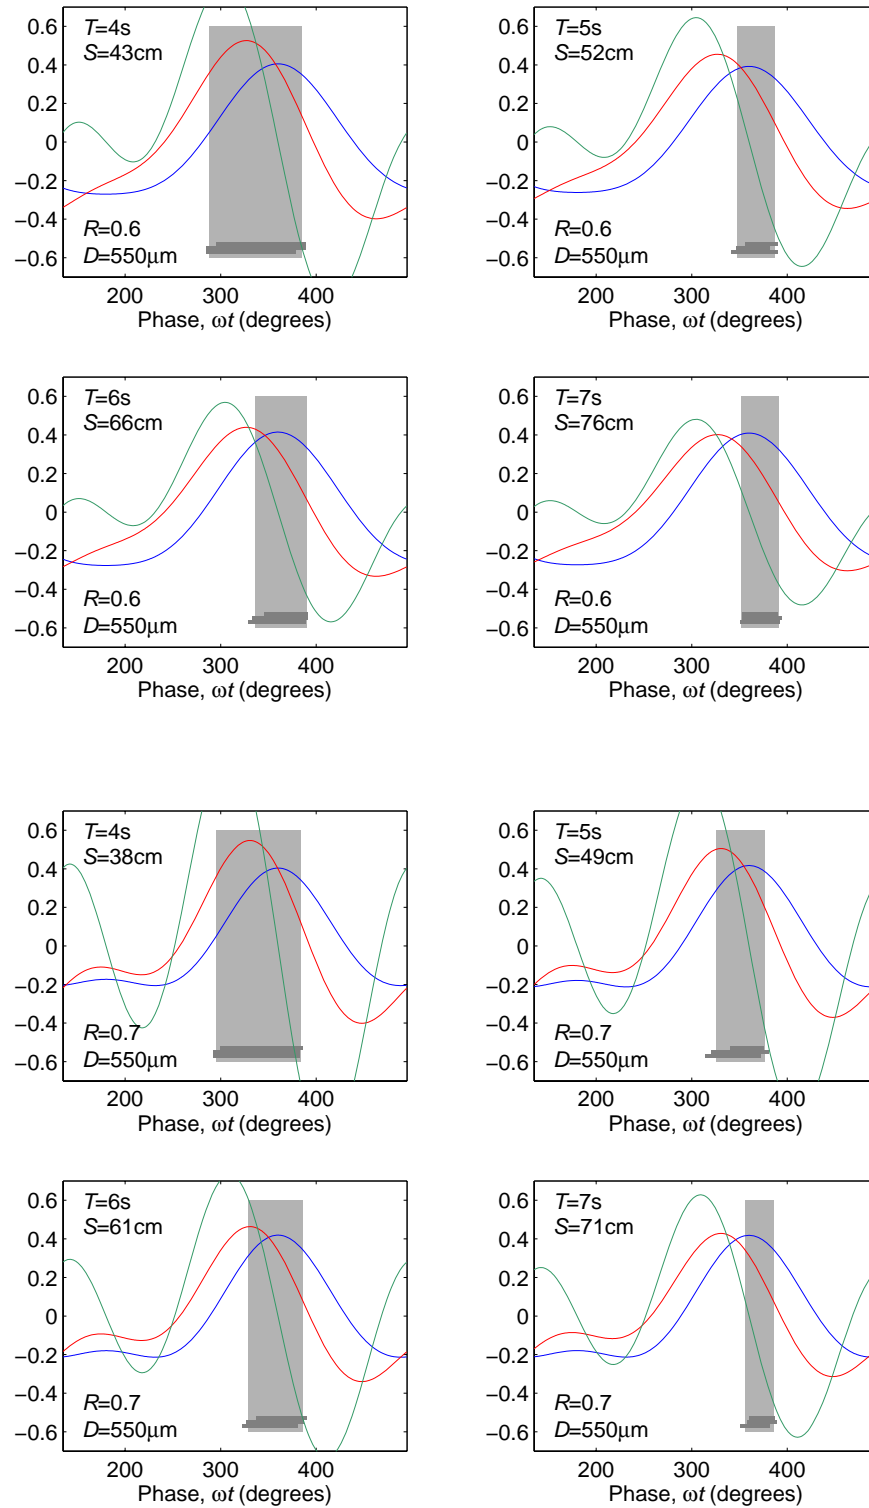 T=4s
S=43cm
0.6
0.4
0.2
0
−0.2
−0.4
−0.6
R=0.6
D=550µm
200 300 400
Phase, ωt (degrees)
T=5s
S=52cm
0.6
0.4
0.2
0
−0.2
−0.4
−0.6
R=0.6
D=550µm
200 300 400
Phase, ωt (degrees)
T=6s
S=66cm
0.6
0.4
0.2
0
−0.2
−0.4
−0.6
R=0.6
D=550µm
200 300 400
Phase, ωt (degrees)
T=7s
S=76cm
0.6
0.4
0.2
0
−0.2
−0.4
−0.6
R=0.6
D=550µm
200 300 400
Phase, ωt (degrees)
T=4s
S=38cm
0.6
0.4
0.2
0
−0.2
−0.4
−0.6
R=0.7
D=550µm
200 300 400
Phase, ωt (degrees)
T=5s
S=49cm
0.6
0.4
0.2
0
−0.2
−0.4
−0.6
R=0.7
D=550µm
200 300 400
Phase, ωt (degrees)
T=6s
S=61cm
0.6
0.4
0.2
0
−0.2
−0.4
−0.6
R=0.7
D=550µm
200 300 400
Phase, ωt (degrees)
T=7s
S=71cm
0.6
0.4
0.2
0
−0.2
−0.4
−0.6
R=0.7
D=550µm
200 300 400
Phase, ωt (degrees)